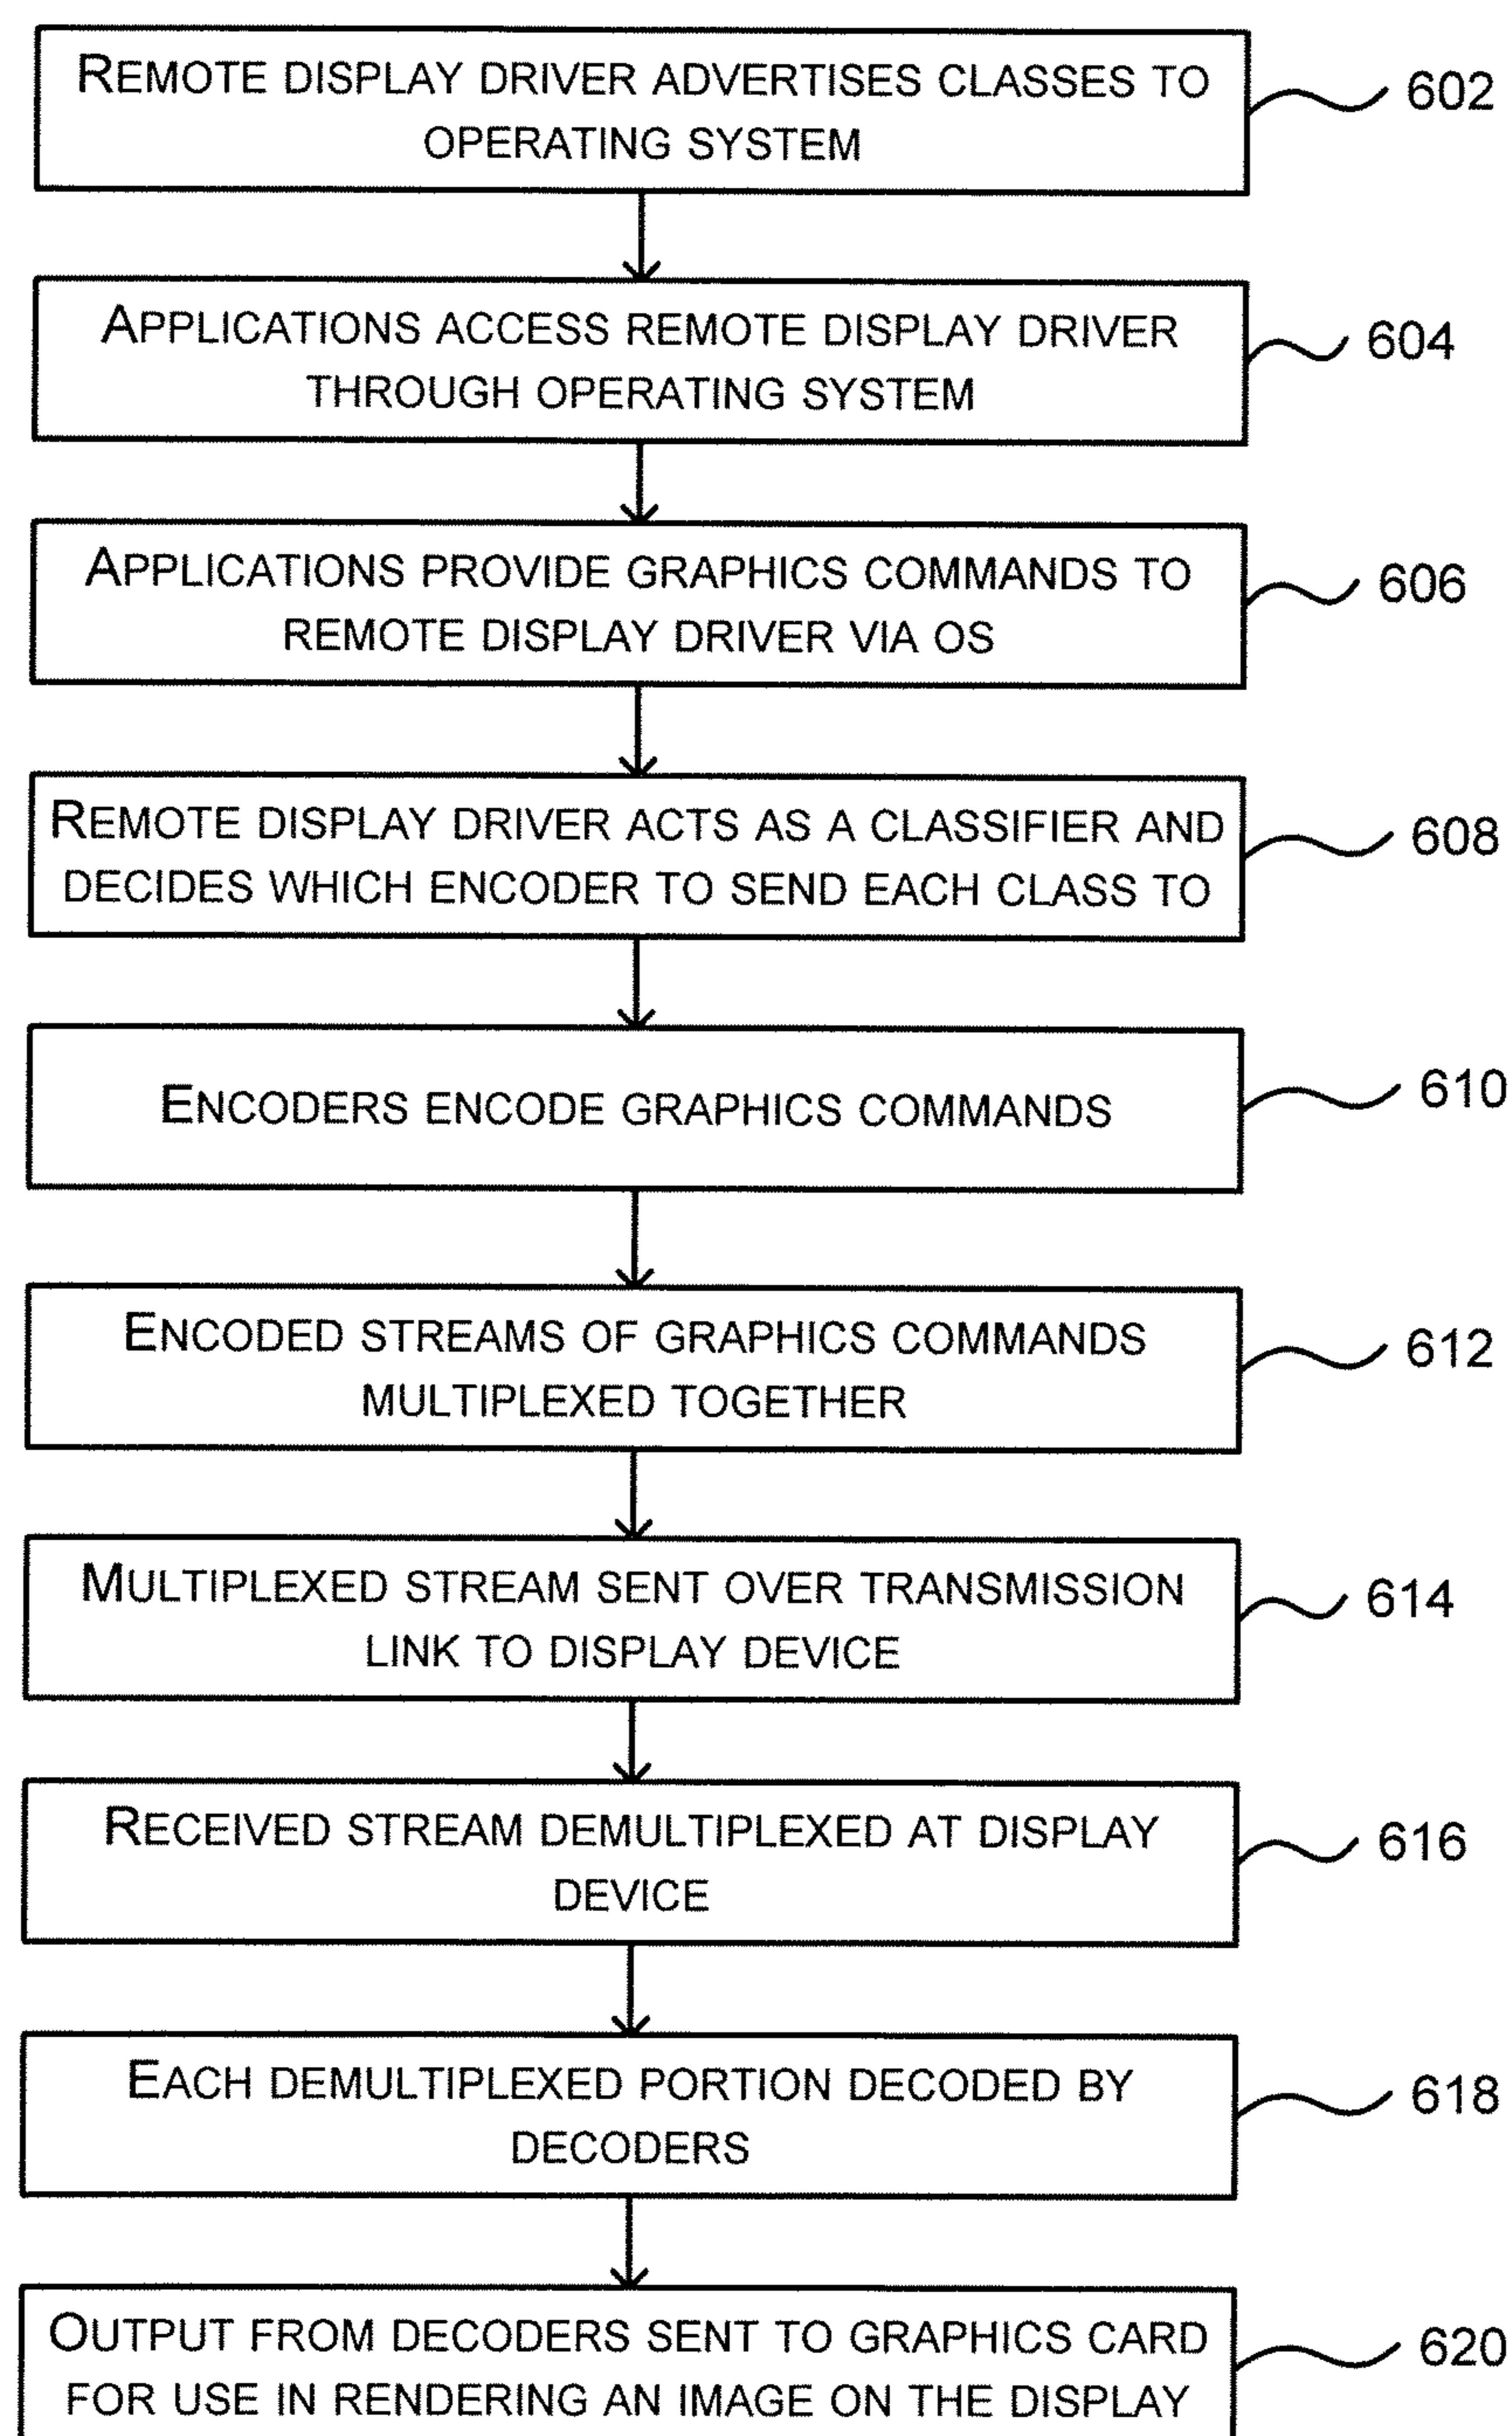 REMOTE DISPLAY DRIVER ADVERTISES CLASSES TO
OPERATING SYSTEM
602
APPLICATIONS ACCESS REMOTE DISPLAY DRIVER
THROUGH OPERATING SYSTEM
604
APPLICATIONS PROVIDE GRAPHICS COMMANDS TO
REMOTE DISPLAY DRIVER VIA OS
606
REMOTE DISPLAY DRIVER ACTS AS A CLASSIFIER AND
DECIDES WHICH ENCODER TO SEND EACH CLASS TO
608
ENCODERS ENCODE GRAPHICS COMMANDS
610
ENCODED STREAMS OF GRAPHICS COMMANDS
MULTIPLEXED TOGETHER
612
MULTIPLEXED STREAM SENT OVER TRANSMISSION
LINK TO DISPLAY DEVICE
614
RECEIVED STREAM DEMULTIPLEXED AT DISPLAY
DEVICE
616
EACH DEMULTIPLEXED PORTION DECODED BY
DECODERS
618
OUTPUT FROM DECODERS SENT TO GRAPHICS CARD
FOR USE IN RENDERING AN IMAGE ON THE DISPLAY
620